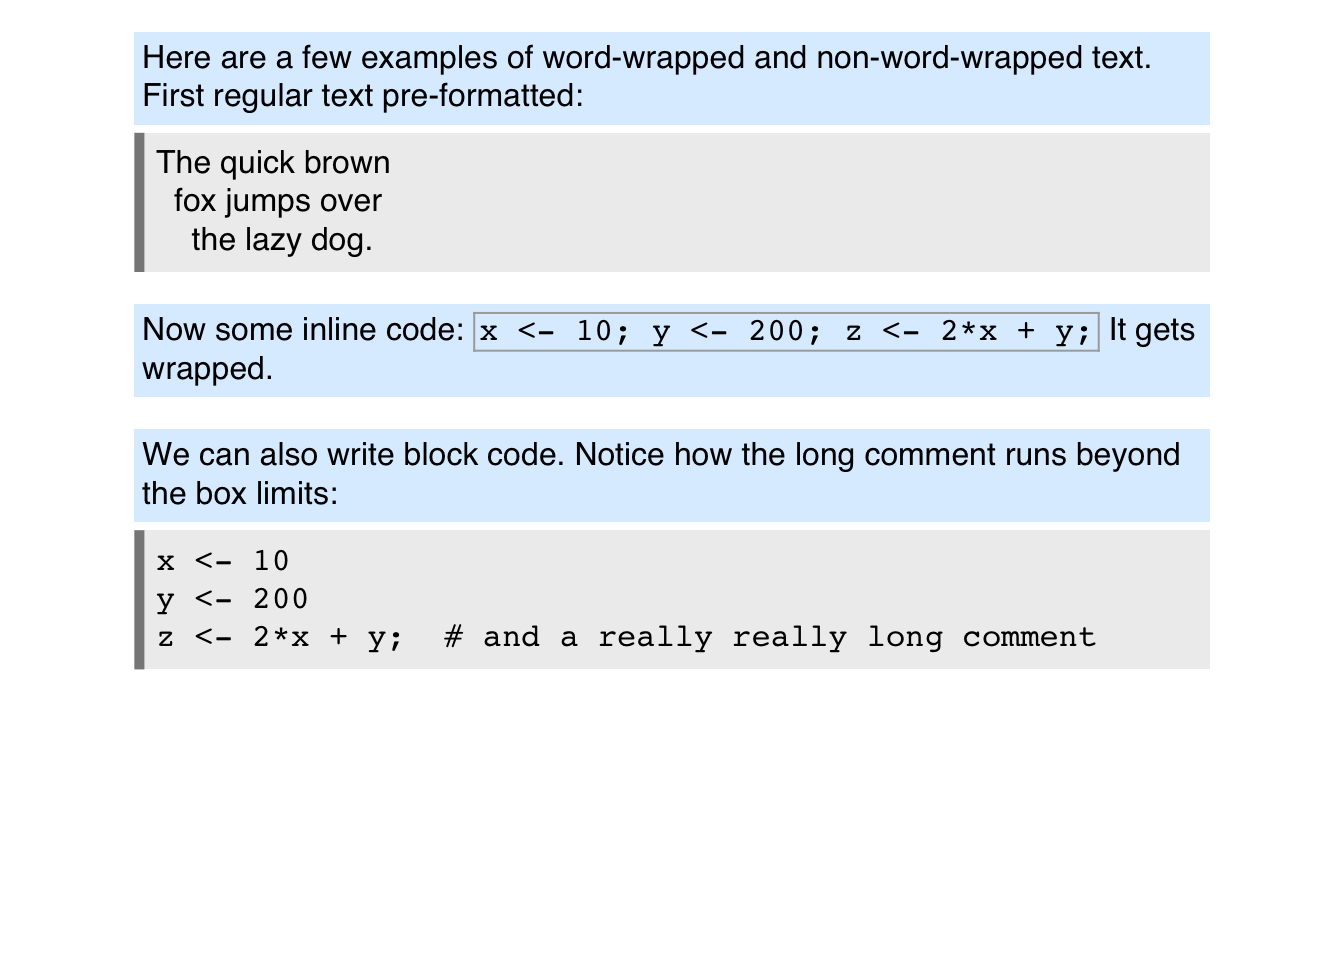 Here are a few examples of word-wrapped and non-word-wrapped text.
First regular text pre-formatted:
The quick brown
  fox jumps over
    the lazy dog.
Now some inline code: x <- 10; y <- 200; z <- 2*x + y; It gets
wrapped.
We can also write block code. Notice how the long comment runs beyond
the box limits:
x <- 10
y <- 200
z <- 2*x + y;  # and a really really long comment